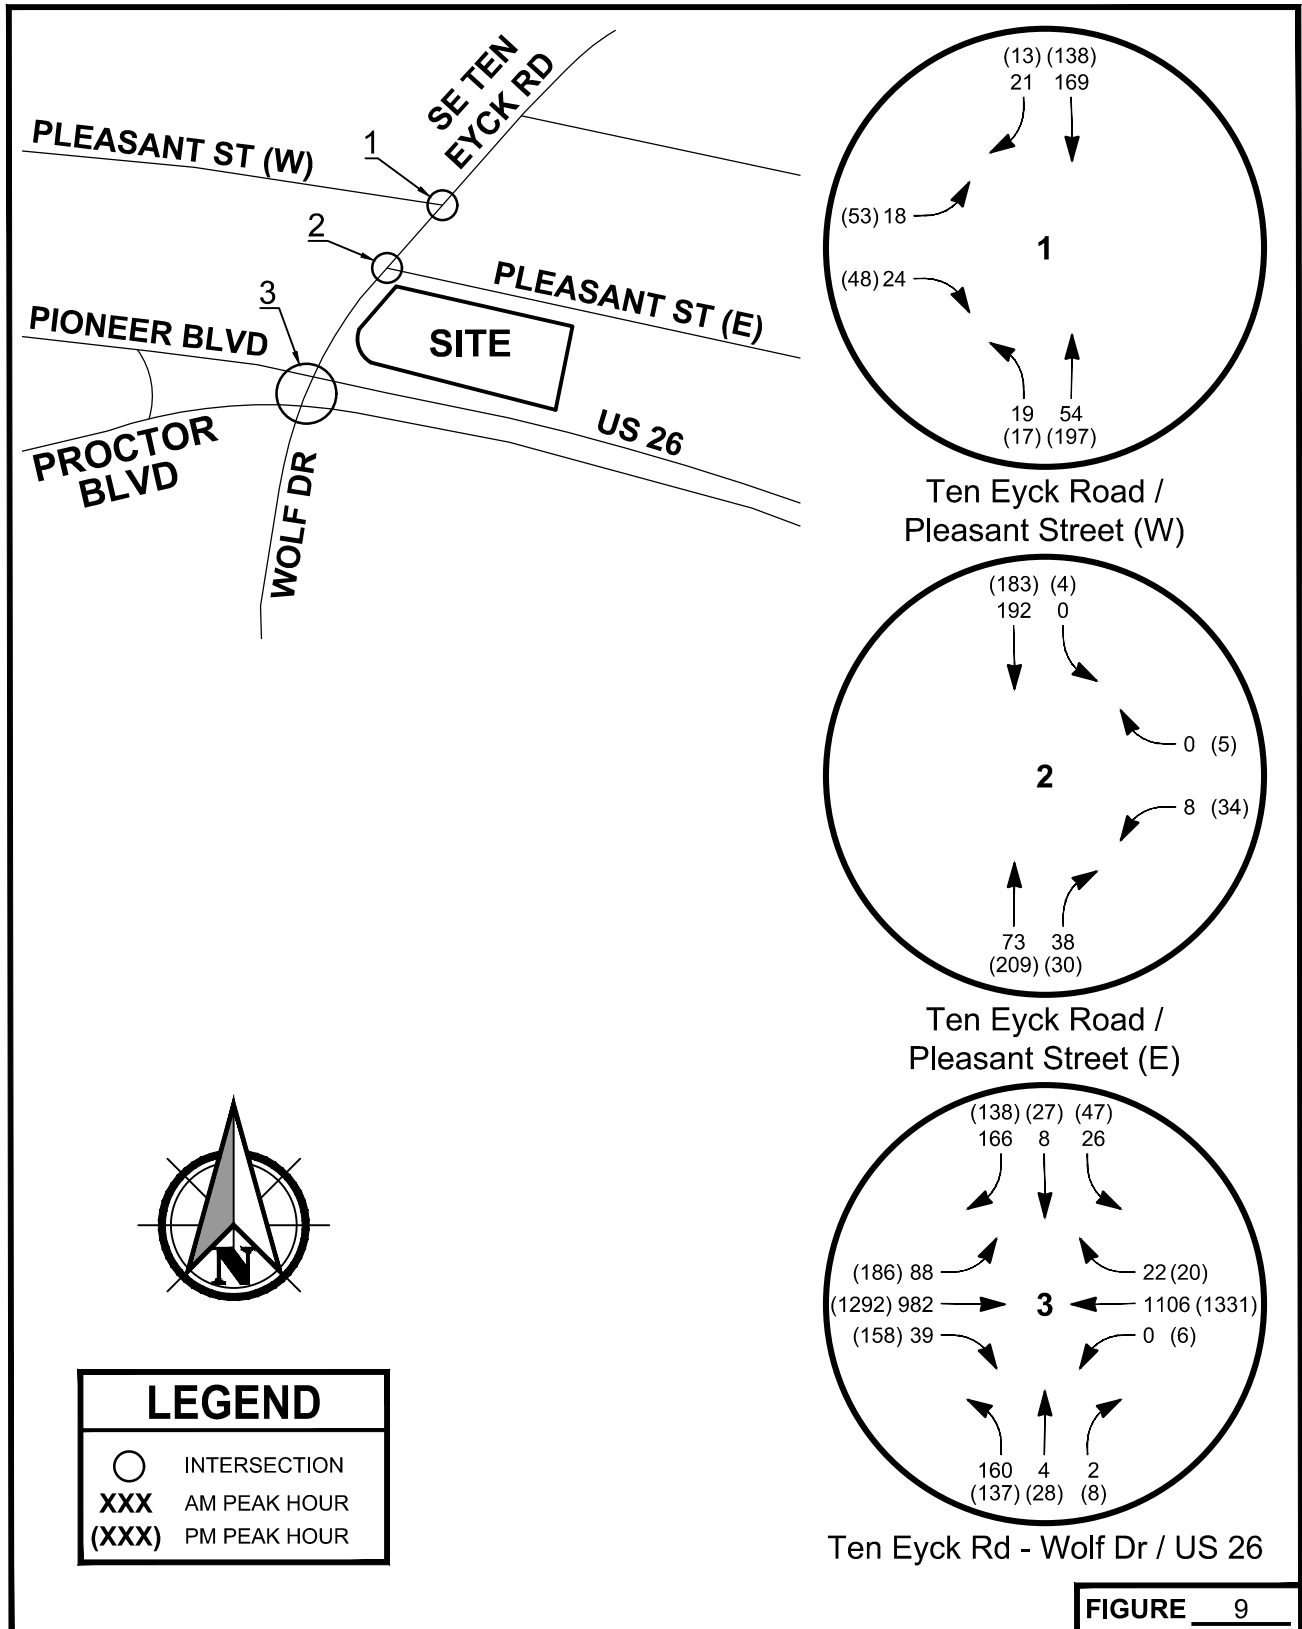 SE TEN
EYCK RD
PLEASANT ST (W)
1
2
PLEASANT ST (E)
3
PIONEER BLVD
SITE
US 26
PROCTOR
BLVD
WOLF DR
N
LEGEND
INTERSECTION
XXX AM PEAK HOUR
(XXX) PM PEAK HOUR
(13) (138)
21 169
(53) 18
1
(48) 24
19 54
(17) (197)
Ten Eyck Road /
Pleasant Street (W)
(183) (4)
192 0
0 (5)
2
8 (34)
73 38
(209) (30)
Ten Eyck Road /
Pleasant Street (E)
(138) (27) (47)
166 8 26
(186) 88 22 (20)
(1292) 982 3 1106 (1331)
(158) 39 0 (6)
160 4 2
(137) (28) (8)
Ten Eyck Rd - Wolf Dr / US 26
FIGURE 9